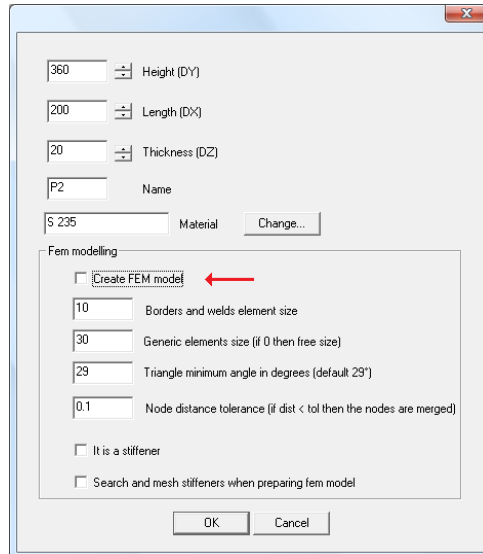 360 Height (DY)
200 Length (DX)
20 Thickness (DZ)
P2 Name
S 235 Material Change...
Fem modelling
Create FEM model
10 Borders and welds element size
30 Generic elements size (if 0 then free size)
29 Triangle minimum angle in degrees (default 29°)
0.1 Node distance tolerance (if dist < tol then the nodes are merged)
It is a stiffener
Search and mesh stiffeners when preparing fem model
OK Cancel